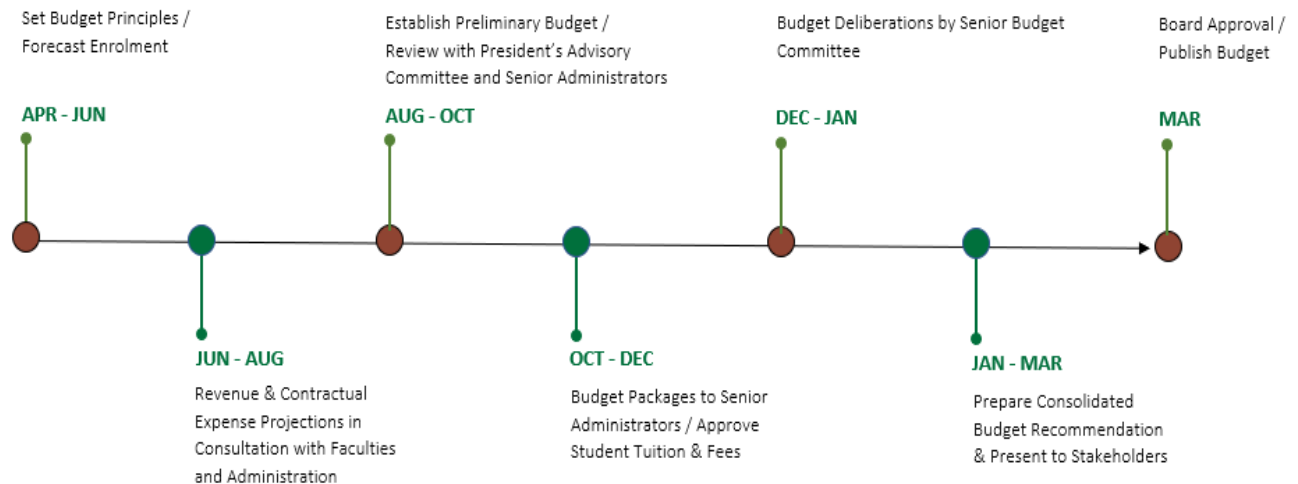 Set Budget Principles /
Forecast Enrolment
APR - JUN
Establish Preliminary Budget /
Review with President's Advisory
Committee and Senior Administrators
AUG - OCT
Budget Deliberations by Senior Budget
Committee
DEC - JAN
Board Approval /
Publish Budget
MAR
JUN - AUG
Revenue & Contractual
Expense Projections in
Consultation with Faculties
and Administration
OCT - DEC
Budget Packages to Senior
Administrators / Approve
Student Tuition & Fees
JAN - MAR
Prepare Consolidated
Budget Recommendation
& Present to Stakeholders